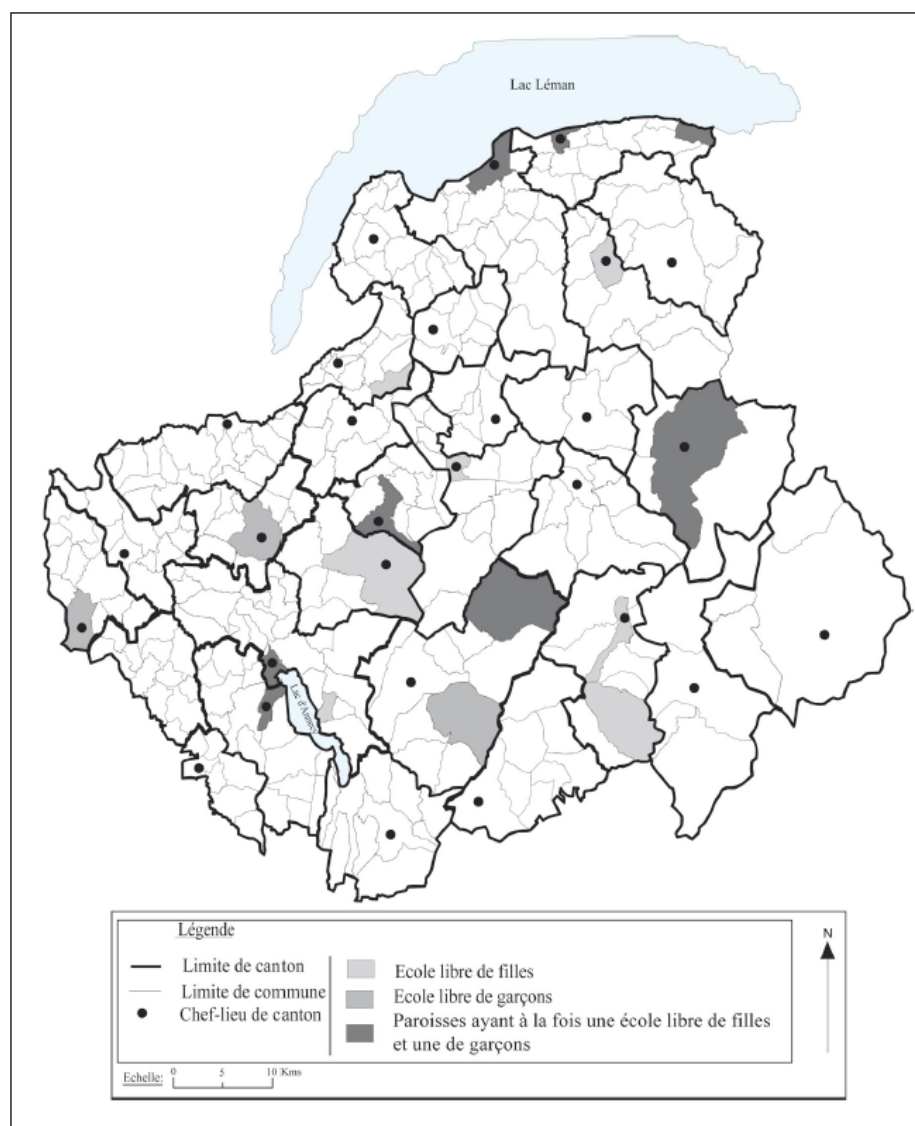 Lac Léman
Lac d'Annecy
Légende
Limite de canton
Limite de commune
Chef-lieu de canton
Ecole libre de filles
Ecole libre de garçons
Paroisses ayant à la fois une école libre de filles
et une de garçons
N
Echelle: 0 5 10 Kms